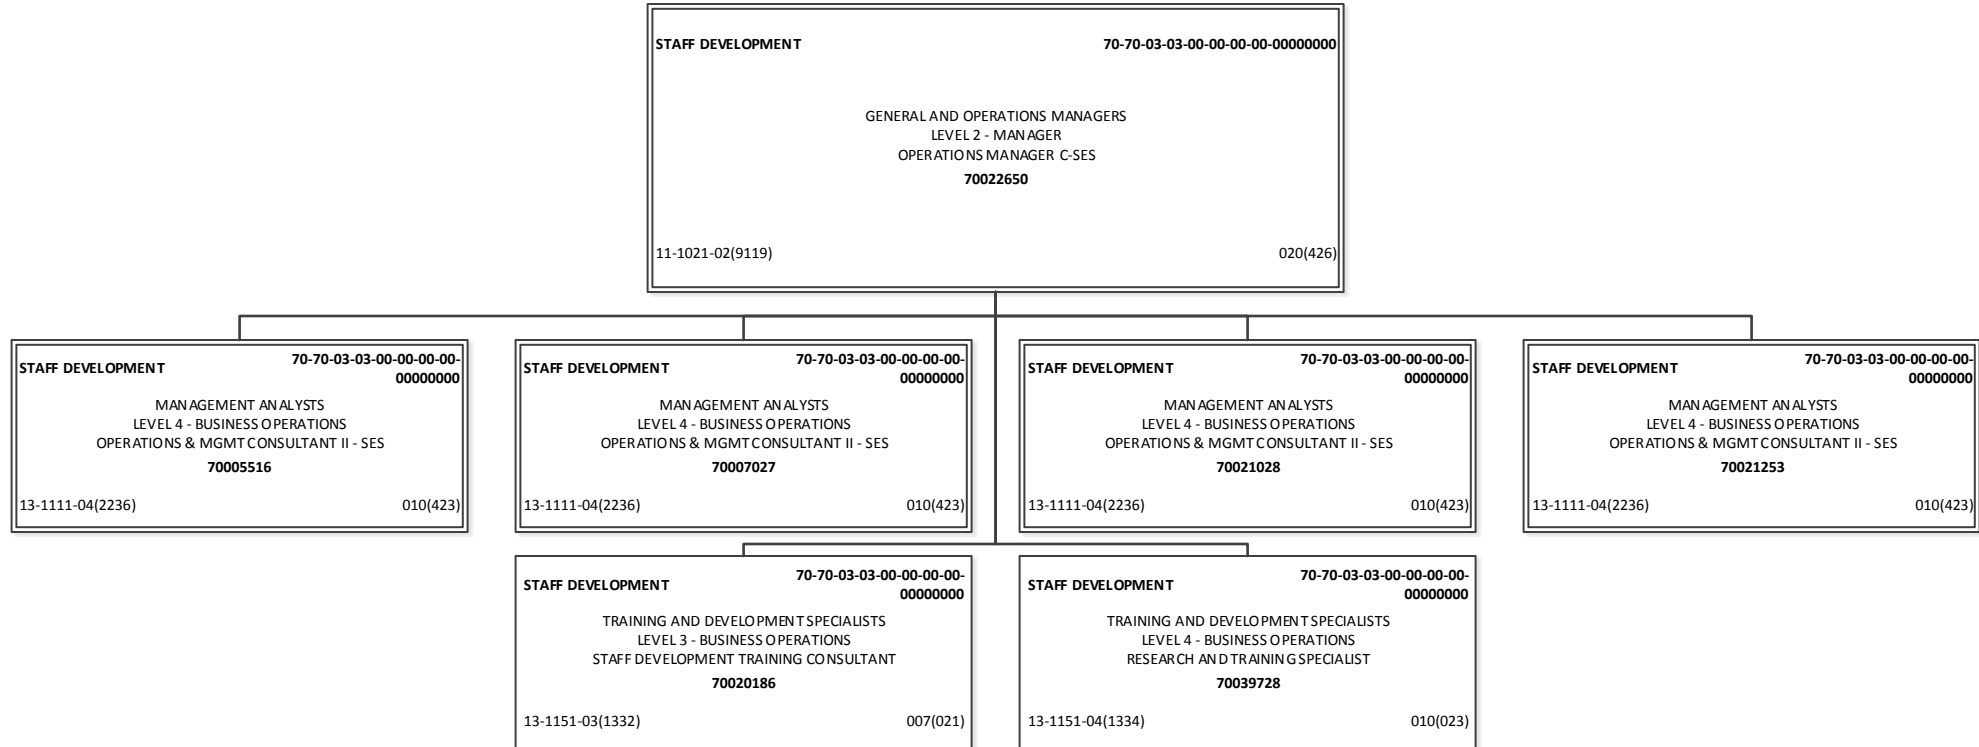 STAFF DEVELOPMENT 70-70-03-03-00-00-00-00-00000000
GENERAL AND OPERATIONS MANAGERS
LEVEL 2 - MANAGER
OPERATIONS MANAGER C-SES
70022650
11-1021-02(9119) 020(426)
STAFF DEVELOPMENT 70-70-03-03-00-00-00-00-
00000000
MANAGEMENT ANALYSTS
LEVEL 4 - BUSINESS OPERATIONS
OPERATIONS & MGMT CONSULTANT II - SES
70005516
13-1111-04(2236) 010(423)
STAFF DEVELOPMENT 70-70-03-03-00-00-00-00-
00000000
MANAGEMENT ANALYSTS
LEVEL 4 - BUSINESS OPERATIONS
OPERATIONS & MGMT CONSULTANT II - SES
70007027
13-1111-04(2236) 010(423)
STAFF DEVELOPMENT 70-70-03-03-00-00-00-00-
00000000
MANAGEMENT ANALYSTS
LEVEL 4 - BUSINESS OPERATIONS
OPERATIONS & MGMT CONSULTANT II - SES
70021028
13-1111-04(2236) 010(423)
STAFF DEVELOPMENT 70-70-03-03-00-00-00-00-
00000000
MANAGEMENT ANALYSTS
LEVEL 4 - BUSINESS OPERATIONS
OPERATIONS & MGMT CONSULTANT II - SES
70021253
13-1111-04(2236) 010(423)
STAFF DEVELOPMENT 70-70-03-03-00-00-00-00-
00000000
TRAINING AND DEVELOPMENT SPECIALISTS
LEVEL 3 - BUSINESS OPERATIONS
STAFF DEVELOPMENT TRAINING CONSULTANT
70020186
13-1151-03(1332) 007(021)
STAFF DEVELOPMENT 70-70-03-03-00-00-00-00-
00000000
TRAINING AND DEVELOPMENT SPECIALISTS
LEVEL 4 - BUSINESS OPERATIONS
RESEARCH AND TRAINING SPECIALIST
70039728
13-1151-04(1334) 010(023)